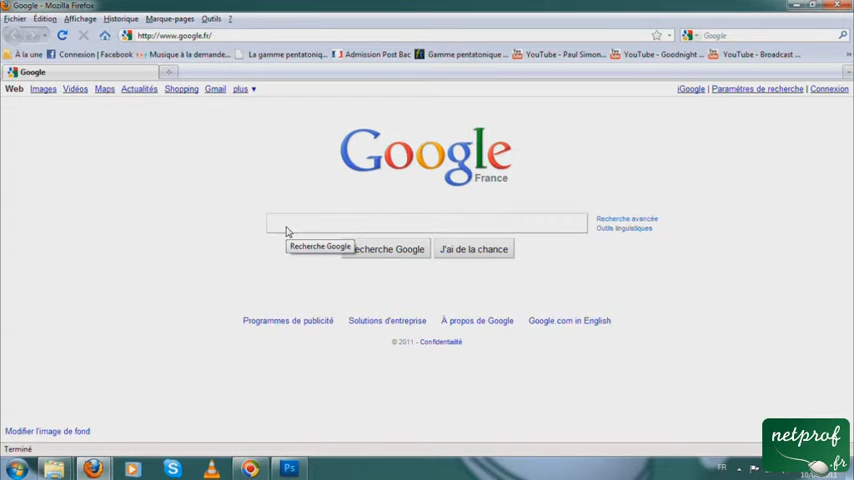 Google - Mozilla Firefox
Fichier Édition Affichage Historique Marque-pages Outils ?
http://www.google.fr/ Google
À la une Connexion | Facebook Musique à la demande... La gamme pentatoniq... Admission Post Bac Gamme pentatonique ... YouTube - Paul Simon... YouTube - Goodnight ... YouTube - Broadcast ...
Google
Web Images Vidéos Maps Actualités Shopping Gmail plus ▼ iGoogle | Paramètres de recherche | Connexion
Google
France
Recherche avancée
Outils linguistiques
Recherche Google
Recherche Google J'ai de la chance
Programmes de publicité Solutions d'entreprise À propos de Google Google.com in English
© 2011 - Confidentialité
Modifier l'image de fond
Terminé
netprof
.fr
Ps
FR